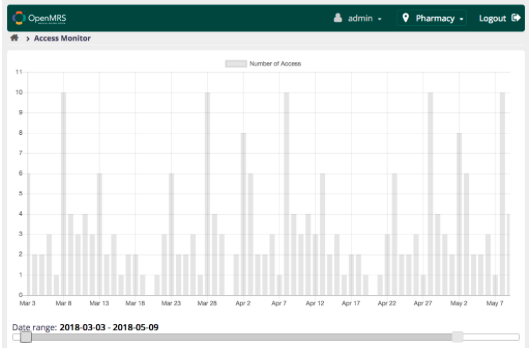 OpenMRS
admin
Pharmacy
Logout
Access Monitor
Number of Access
11
10
9
8
7
6
5
4
3
2
1
0
Mar 3 Mar 8 Mar 13 Mar 18 Mar 23 Mar 28 Apr 2 Apr 7 Apr 12 Apr 17 Apr 22 Apr 27 May 2 May 7
Date range: 2018-03-03 - 2018-05-09